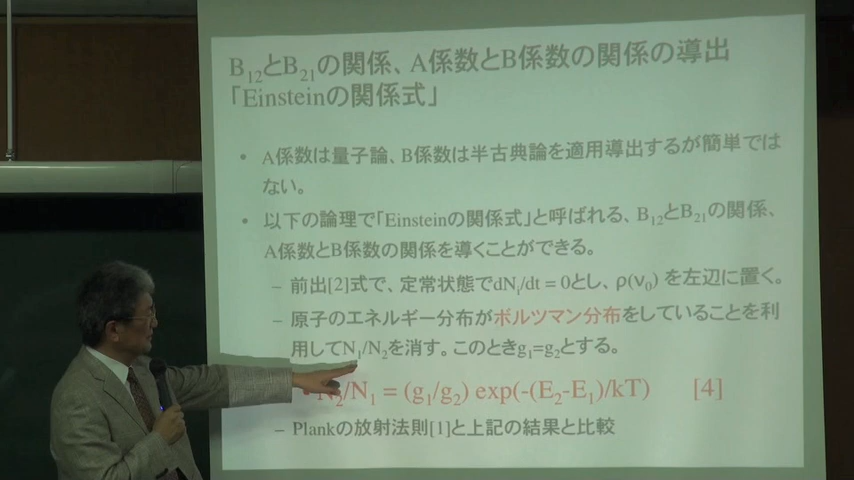 B₁₂とB₂₁の関係、A係数とB係数の関係の導出
「Einsteinの関係式」
• A係数は量子論、B係数は半古典論を適用導出するが簡単では
ない。
• 以下の論理で「Einsteinの関係式」と呼ばれる、B₁₂とB₂₁の関係、
A係数とB係数の関係を導くことができる。
– 前出[2]式で、定常状態でdNᵢ/dt = 0とし、ρ(ν₀) を左辺に置く。
– 原子のエネルギー分布がボルツマン分布をしていることを利
用してN₁/N₂を消す。このときg₁=g₂とする。
N₂/N₁ = (g₁/g₂) exp(-(E₂-E₁)/kT) [4]
– Plankの放射法則[1]と上記の結果と比較